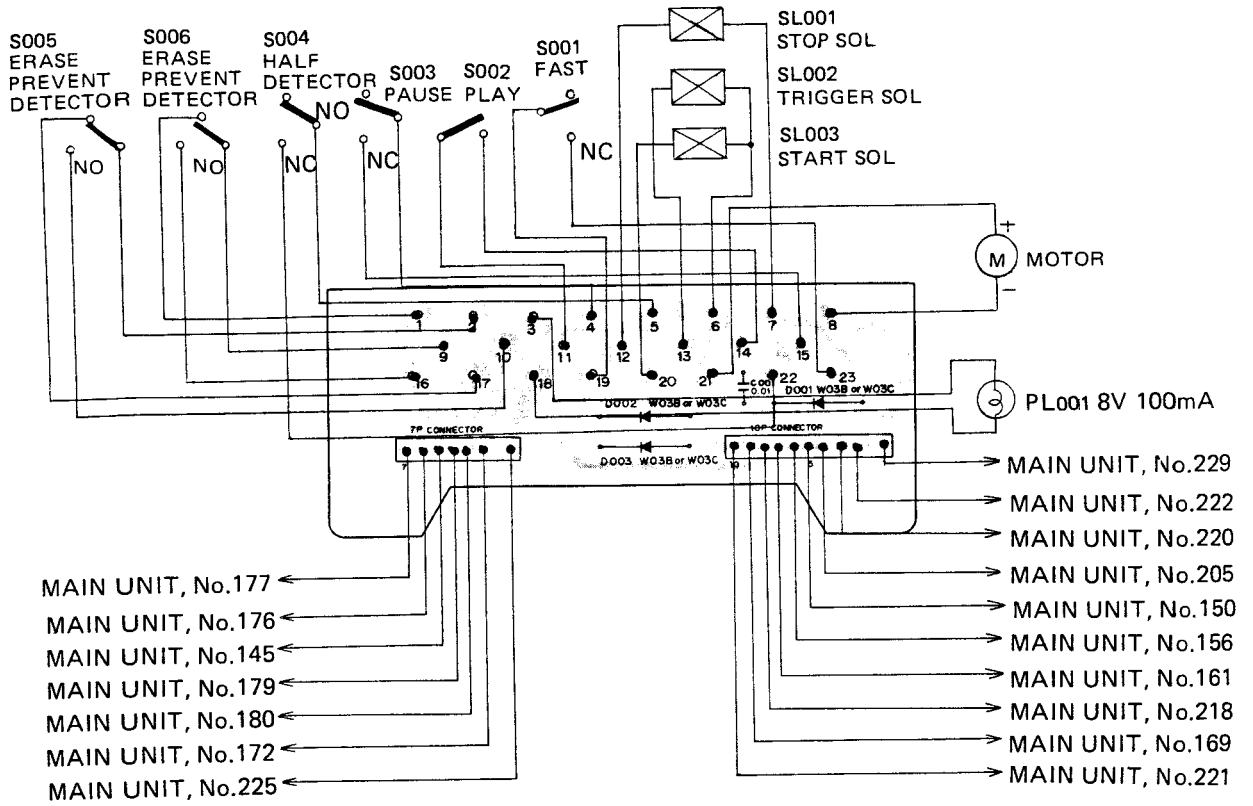 S005
ERASE
PREVENT
DETECTOR
S006
ERASE
PREVENT
DETECTOR
S004
HALF
DETECTOR
S003
PAUSE
S002
PLAY
S001
FAST
SL001
STOP SOL
SL002
TRIGGER SOL
SL003
START SOL
NO
NO
NC
NO
NC
NC
+
M
MOTOR
−
1
2
3
4
5
6
7
8
9
10
11
12
13
14
15
16
17
18
19
20
21
22
23
C001
0.01
D002 W03B or W03C
D001 W03B or W03C
D003 W03B or W03C
PL001 8V 100mA
7P CONNECTOR
7
10P CONNECTOR
10
5
MAIN UNIT, No.229
MAIN UNIT, No.222
MAIN UNIT, No.220
MAIN UNIT, No.205
MAIN UNIT, No.150
MAIN UNIT, No.156
MAIN UNIT, No.161
MAIN UNIT, No.218
MAIN UNIT, No.169
MAIN UNIT, No.221
MAIN UNIT, No.177
MAIN UNIT, No.176
MAIN UNIT, No.145
MAIN UNIT, No.179
MAIN UNIT, No.180
MAIN UNIT, No.172
MAIN UNIT, No.225